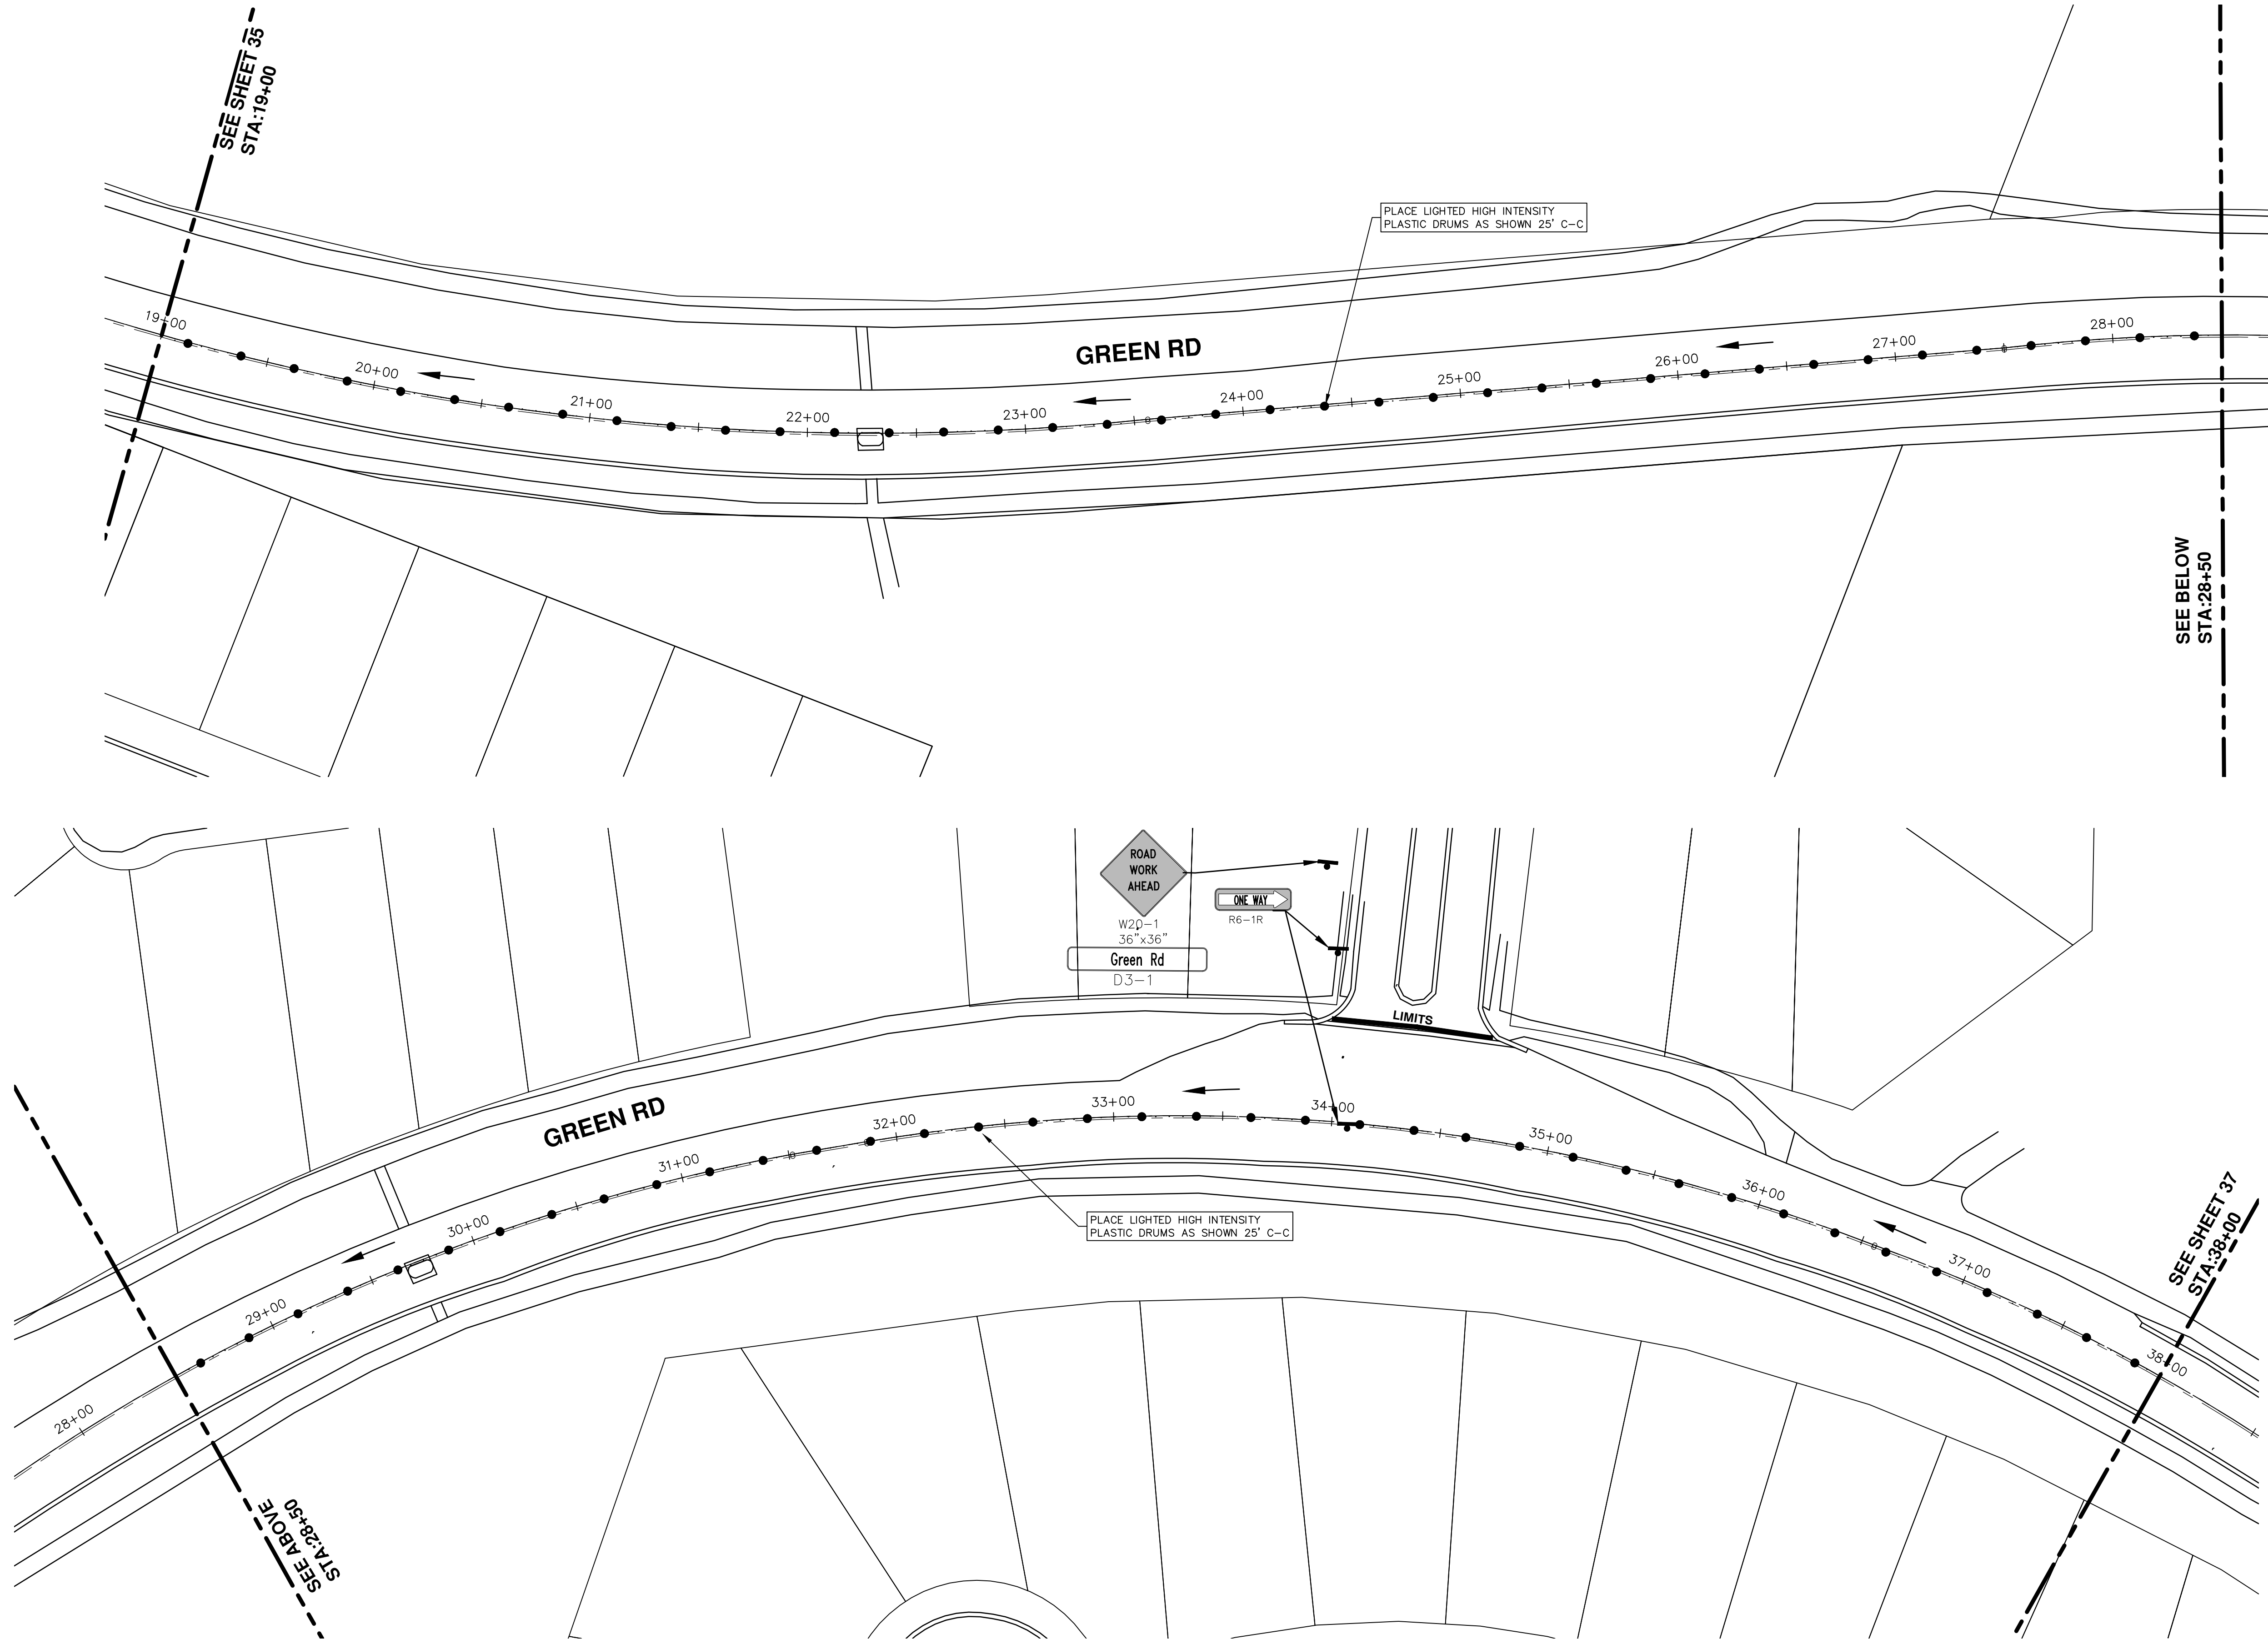 SEE SHEET 35
STA:19+00
PLACE LIGHTED HIGH INTENSITY
PLASTIC DRUMS AS SHOWN 25' C-C
19+00
20+00
21+00
22+00
23+00
24+00
25+00
26+00
27+00
28+00
GREEN RD
SEE BELOW
STA:28+50
ROAD
WORK
AHEAD
W20-1
36"x36"
Green Rd
D3-1
ONE WAY
R6-1R
LIMITS
GREEN RD
28+00
29+00
30+00
31+00
32+00
33+00
34+00
35+00
36+00
37+00
38+00
PLACE LIGHTED HIGH INTENSITY
PLASTIC DRUMS AS SHOWN 25' C-C
SEE SHEET 37
STA:38+00
SEE ABOVE
STA:28+50